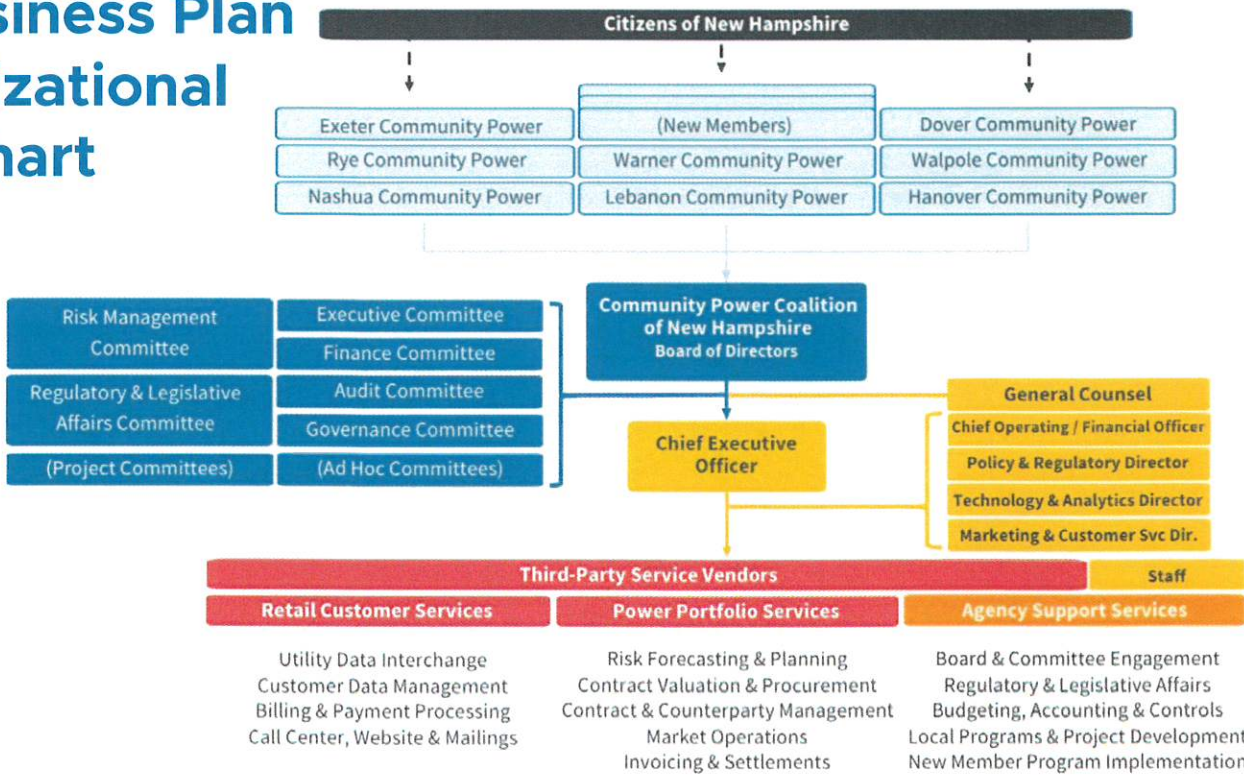 siness Plan
izational
hart
Citizens of New Hampshire
Exeter Community Power
(New Members)
Dover Community Power
Rye Community Power
Warner Community Power
Walpole Community Power
Nashua Community Power
Lebanon Community Power
Hanover Community Power
Community Power Coalition
of New Hampshire
Board of Directors
Risk Management
Committee
Regulatory & Legislative
Affairs Committee
(Project Committees)
Executive Committee
Finance Committee
Audit Committee
Governance Committee
(Ad Hoc Committees)
Chief Executive
Officer
General Counsel
Chief Operating / Financial Officer
Policy & Regulatory Director
Technology & Analytics Director
Marketing & Customer Svc Dir.
Third-Party Service Vendors
Staff
Retail Customer Services
Utility Data Interchange
Customer Data Management
Billing & Payment Processing
Call Center, Website & Mailings
Power Portfolio Services
Risk Forecasting & Planning
Contract Valuation & Procurement
Contract & Counterparty Management
Market Operations
Invoicing & Settlements
Agency Support Services
Board & Committee Engagement
Regulatory & Legislative Affairs
Budgeting, Accounting & Controls
Local Programs & Project Development
New Member Program Implementation